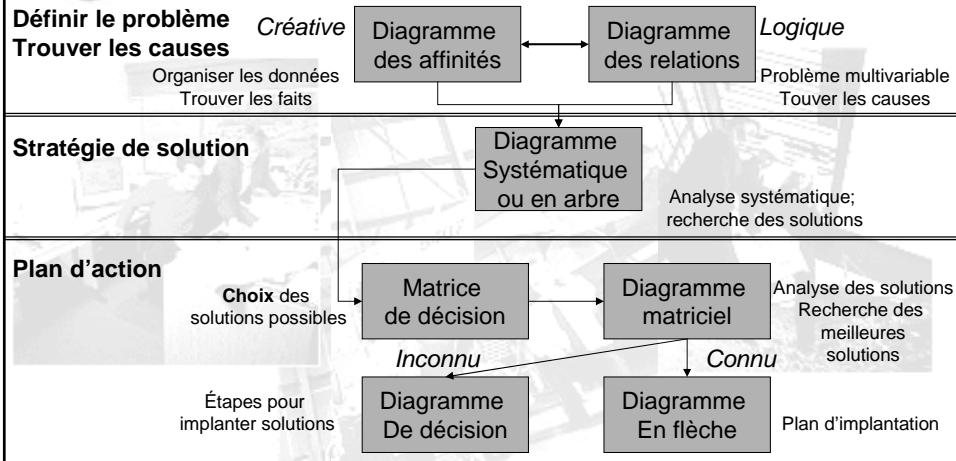 Définir le problème
Trouver les causes
Créative
Diagramme
des affinités
Diagramme
des relations
Logique
Organiser les données
Trouver les faits
Problème multivariable
Touver les causes
Stratégie de solution
Diagramme
Systématique
ou en arbre
Analyse systématique;
recherche des solutions
Plan d'action
Choix des
solutions possibles
Matrice
de décision
Diagramme
matriciel
Analyse des solutions
Recherche des
meilleures
solutions
Inconnu
Connu
Étapes pour
implanter solutions
Diagramme
De décision
Diagramme
En flèche
Plan d'implantation